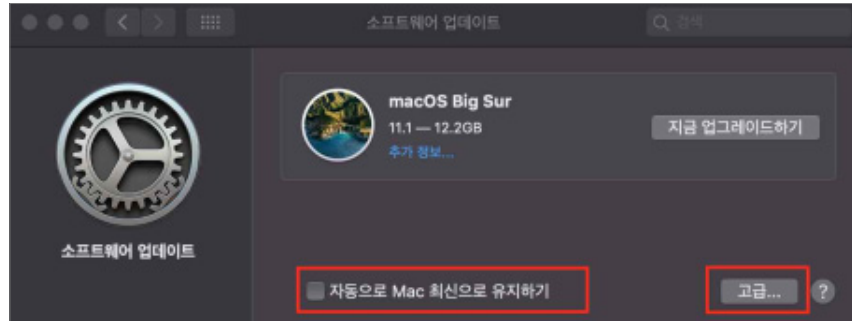 소프트웨어 업데이트
검색
macOS Big Sur
11.1 — 12.2GB
추가 정보...
지금 업그레이드하기
소프트웨어 업데이트
자동으로 Mac 최신으로 유지하기
고급...
?